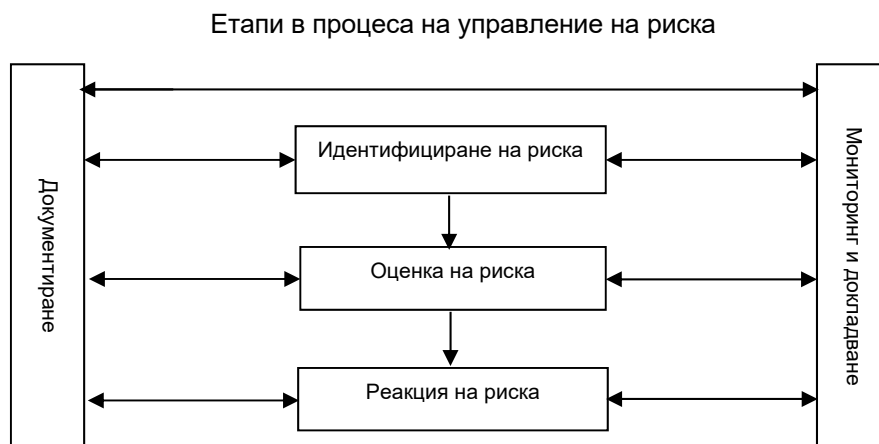 Етапи в процеса на управление на риска
Документиране
Идентифициране на риска
Оценка на риска
Реакция на риска
Мониторинг и докладване